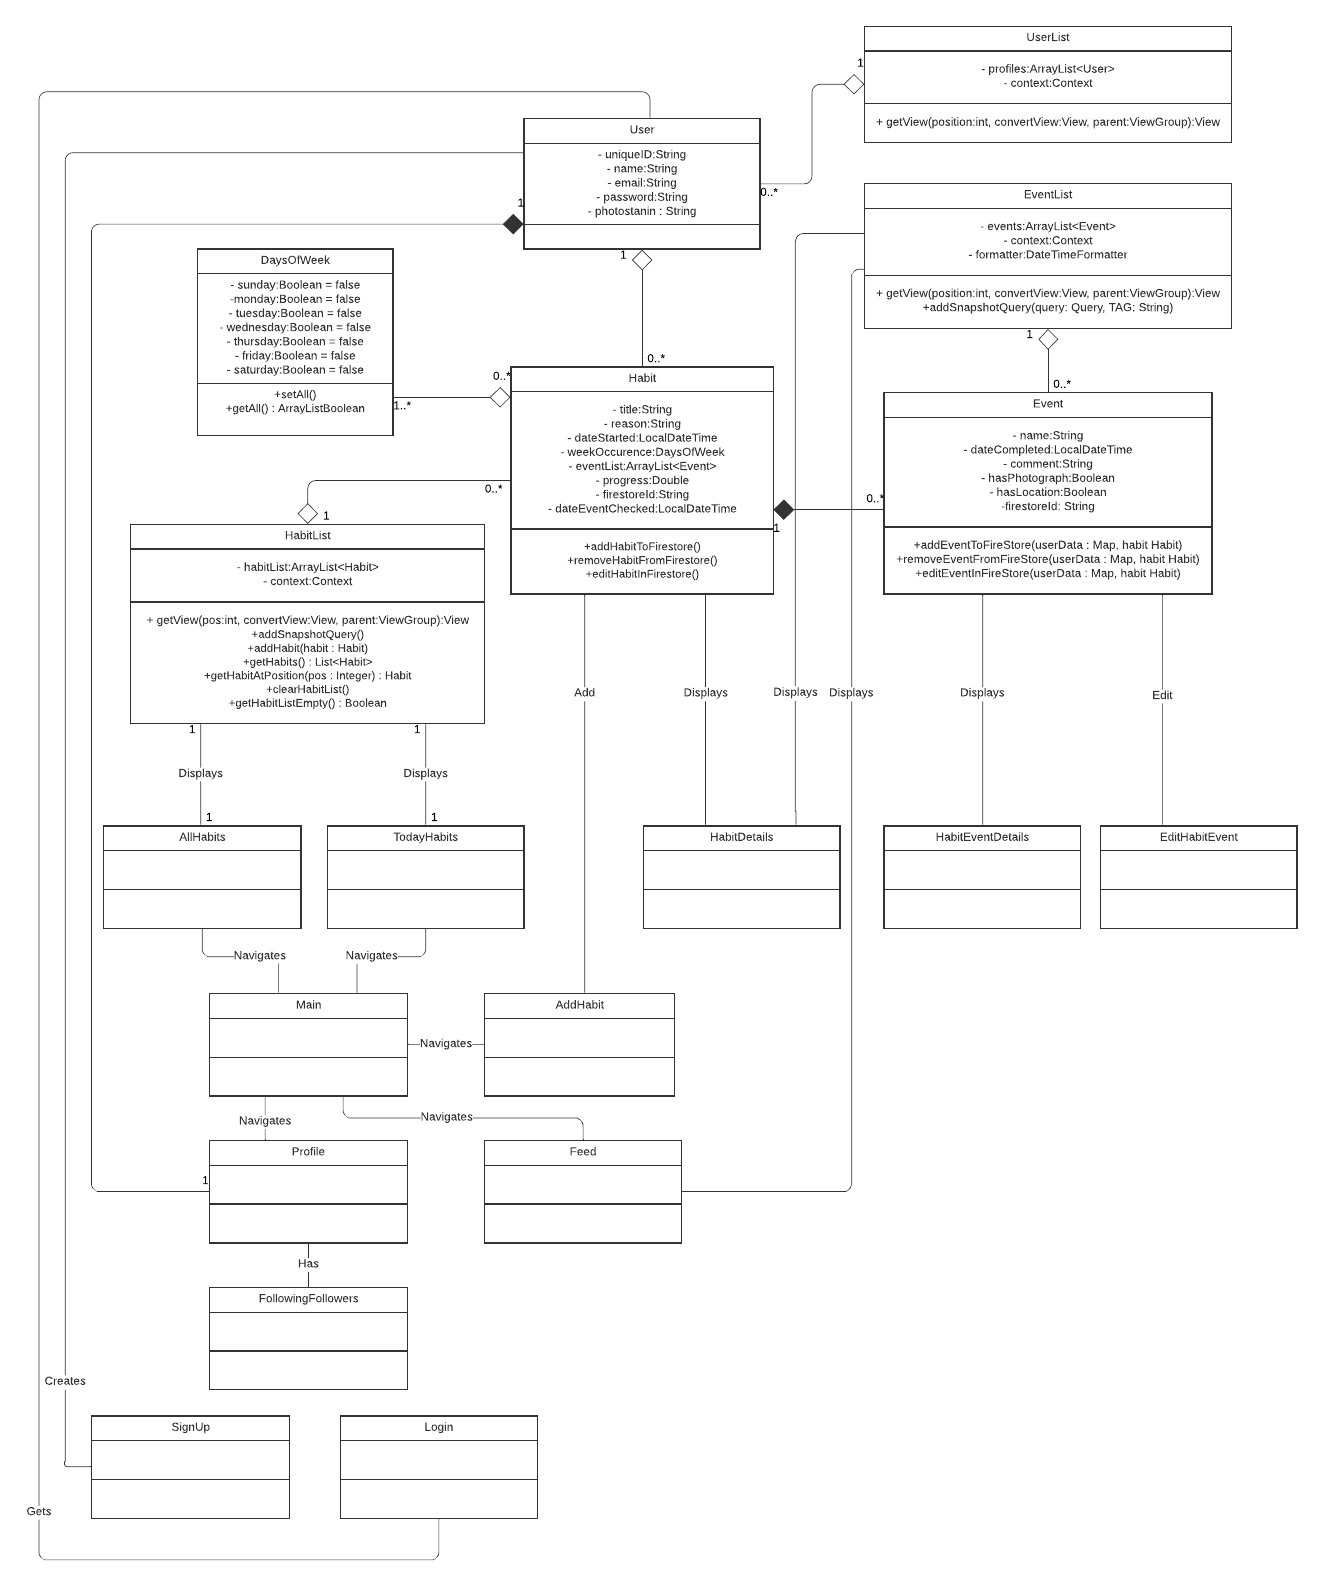 UserList
- profiles:ArrayList<User>
- context:Context
+ getView(position:int, convertView:View, parent:ViewGroup):View
1
0..*
User
- uniqueID:String
- name:String
- email:String
- password:String
- photostanin : String
1
1
0..*
EventList
- events:ArrayList<Event>
- context:Context
- formatter:DateTimeFormatter
+ getView(position:int, convertView:View, parent:ViewGroup):View
+addSnapshotQuery(query: Query, TAG: String)
1
0..*
DaysOfWeek
- sunday:Boolean = false
-monday:Boolean = false
- tuesday:Boolean = false
- wednesday:Boolean = false
- thursday:Boolean = false
- friday:Boolean = false
- saturday:Boolean = false
+setAll()
+getAll() : ArrayListBoolean
1..*
0..*
Habit
- title:String
- reason:String
- dateStarted:LocalDateTime
- weekOccurence:DaysOfWeek
- eventList:ArrayList<Event>
- progress:Double
- firestoreId:String
- dateEventChecked:LocalDateTime
+addHabitToFirestore()
+removeHabitFromFirestore()
+editHabitInFirestore()
0..*
1
0..*
Event
- name:String
- dateCompleted:LocalDateTime
- comment:String
- hasPhotograph:Boolean
- hasLocation:Boolean
-firestoreId: String
+addEventToFireStore(userData : Map, habit Habit)
+removeEventFromFireStore(userData : Map, habit Habit)
+editEventInFireStore(userData : Map, habit Habit)
1
HabitList
- habitList:ArrayList<Habit>
- context:Context
+ getView(pos:int, convertView:View, parent:ViewGroup):View
+addSnapshotQuery()
+addHabit(habit : Habit)
+getHabits() : List<Habit>
+getHabitAtPosition(pos : Integer) : Habit
+clearHabitList()
+getHabitListEmpty() : Boolean
Add
Displays
Displays
Displays
Displays
Edit
1
1
Displays
Displays
1
1
AllHabits
TodayHabits
HabitDetails
HabitEventDetails
EditHabitEvent
Navigates
Navigates
Main
Navigates
AddHabit
Navigates
Navigates
Profile
1
Feed
Has
FollowingFollowers
Creates
SignUp
Login
Gets